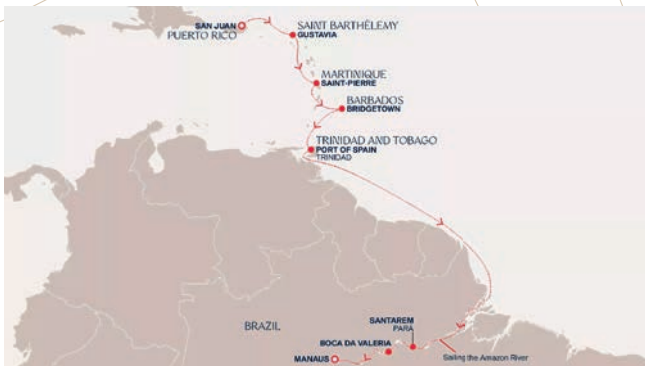 SAN JUAN
PUERTO RICO
SAINT BARTHÉLEMY
GUSTAVIA
MARTINIQUE
SAINT-PIERRE
BARBADOS
BRIDGETOWN
TRINIDAD AND TOBAGO
PORT OF SPAIN
TRINIDAD
BRAZIL
SANTAREM
PARA
BOCA DA VALERIA
MANAUS
Sailing the Amazon River